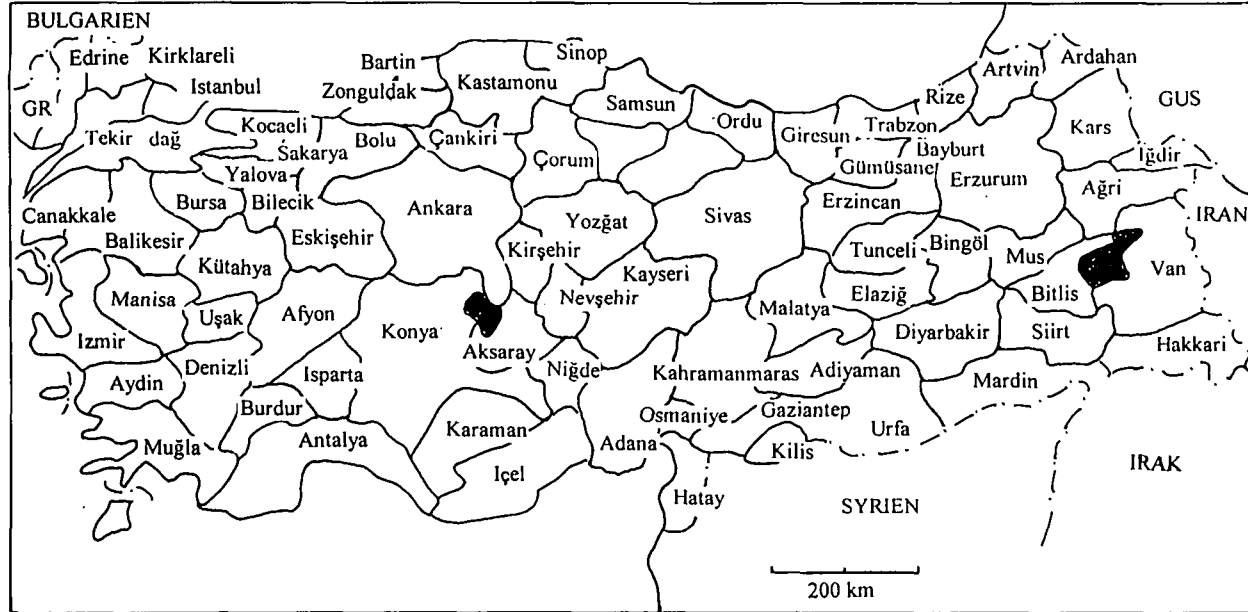 BULGARIEN
Edrine
Kirklareli
Istanbul
GR
Tekir dağ
Kocaeli
Sakarya
Yalova
Bartin
Zonguldak
Kastamonu
Sinop
Bolu
Çankiri
Samsun
Çorum
Ordu
Giresun
Trabzon
Rize
Artvin
Ardahan
GUS
Kars
Iğdir
Bayburt
Gümüsane
Erzurum
Ağri
IRAN
Canakkale
Bursa
Bilecik
Balikesir
Eskişehir
Ankara
Yozğat
Sivas
Erzincan
Kirşehir
Kütahya
Tunceli
Bingöl
Mus
Van
Kayseri
Nevşehir
Manisa
Uşak
Afyon
Konya
Malatya
Elaziğ
Bitlis
Izmir
Denizli
Aksaray
Niğde
Diyarbakir
Siirt
Hakkari
Aydin
Isparta
Kahramanmaras
Adiyaman
Mardin
Burdur
Osmaniye
Gaziantep
Muğla
Antalya
Karaman
Adana
Urfa
Içel
Kilis
IRAK
Hatay
SYRIEN
200 km